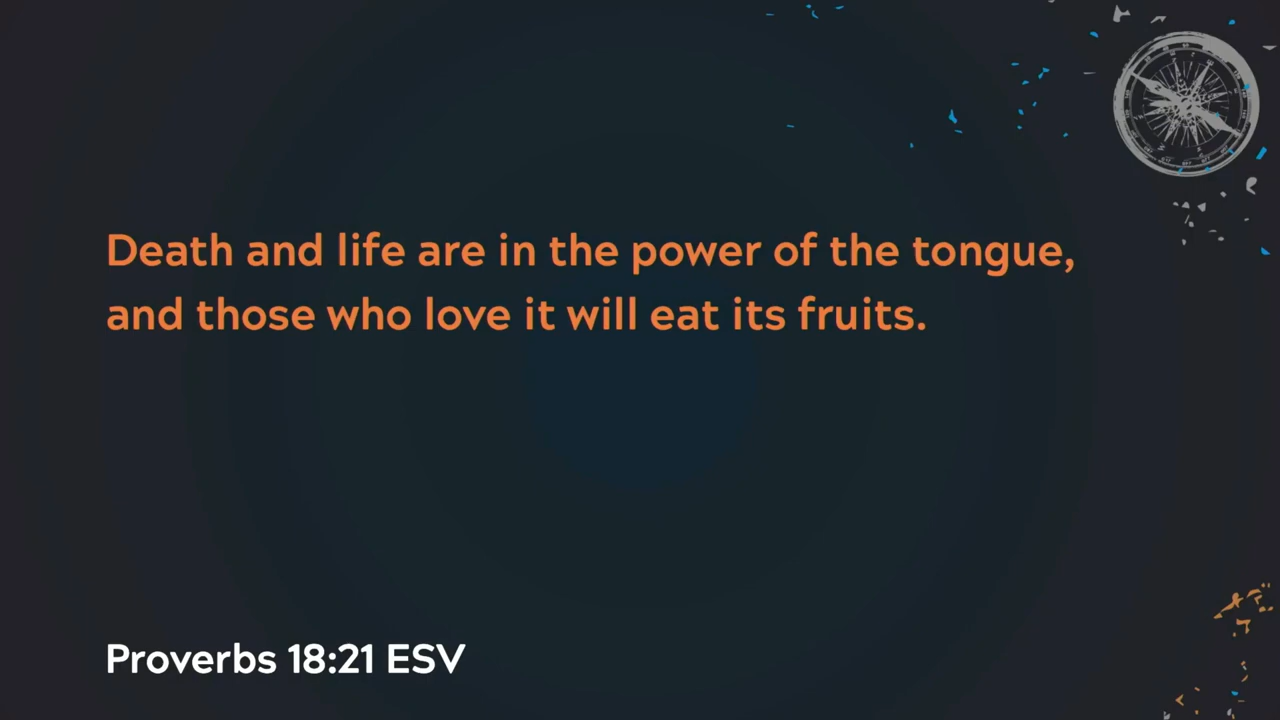 Death and life are in the power of the tongue,
and those who love it will eat its fruits.
Proverbs 18:21 ESV